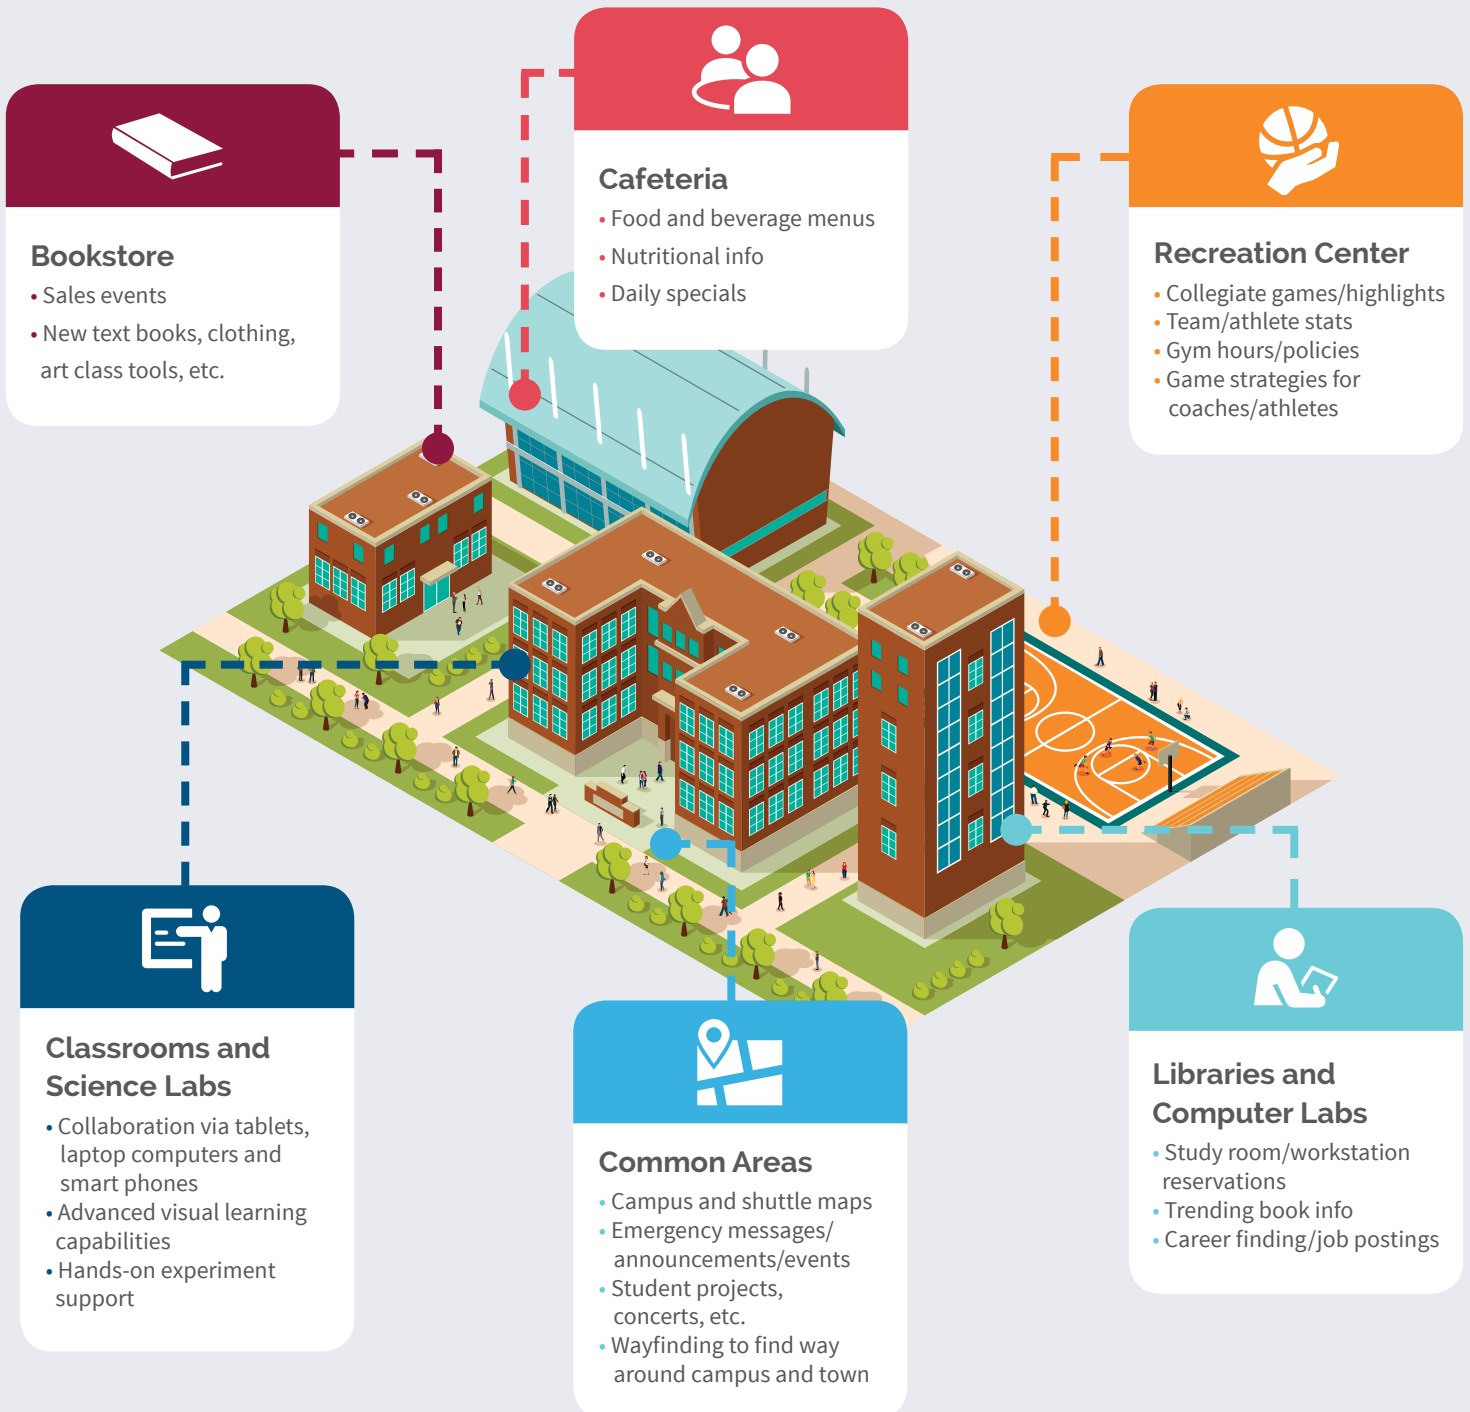 Cafeteria
• Food and beverage menus
• Nutritional info
• Daily specials
Bookstore
• Sales events
• New text books, clothing,
art class tools, etc.
Recreation Center
• Collegiate games/highlights
• Team/athlete stats
• Gym hours/policies
• Game strategies for
coaches/athletes
Classrooms and
Science Labs
• Collaboration via tablets,
laptop computers and
smart phones
• Advanced visual learning
capabilities
• Hands-on experiment
support
Common Areas
• Campus and shuttle maps
• Emergency messages/
announcements/events
• Student projects,
concerts, etc.
• Wayfinding to find way
around campus and town
Libraries and
Computer Labs
• Study room/workstation
reservations
• Trending book info
• Career finding/job postings